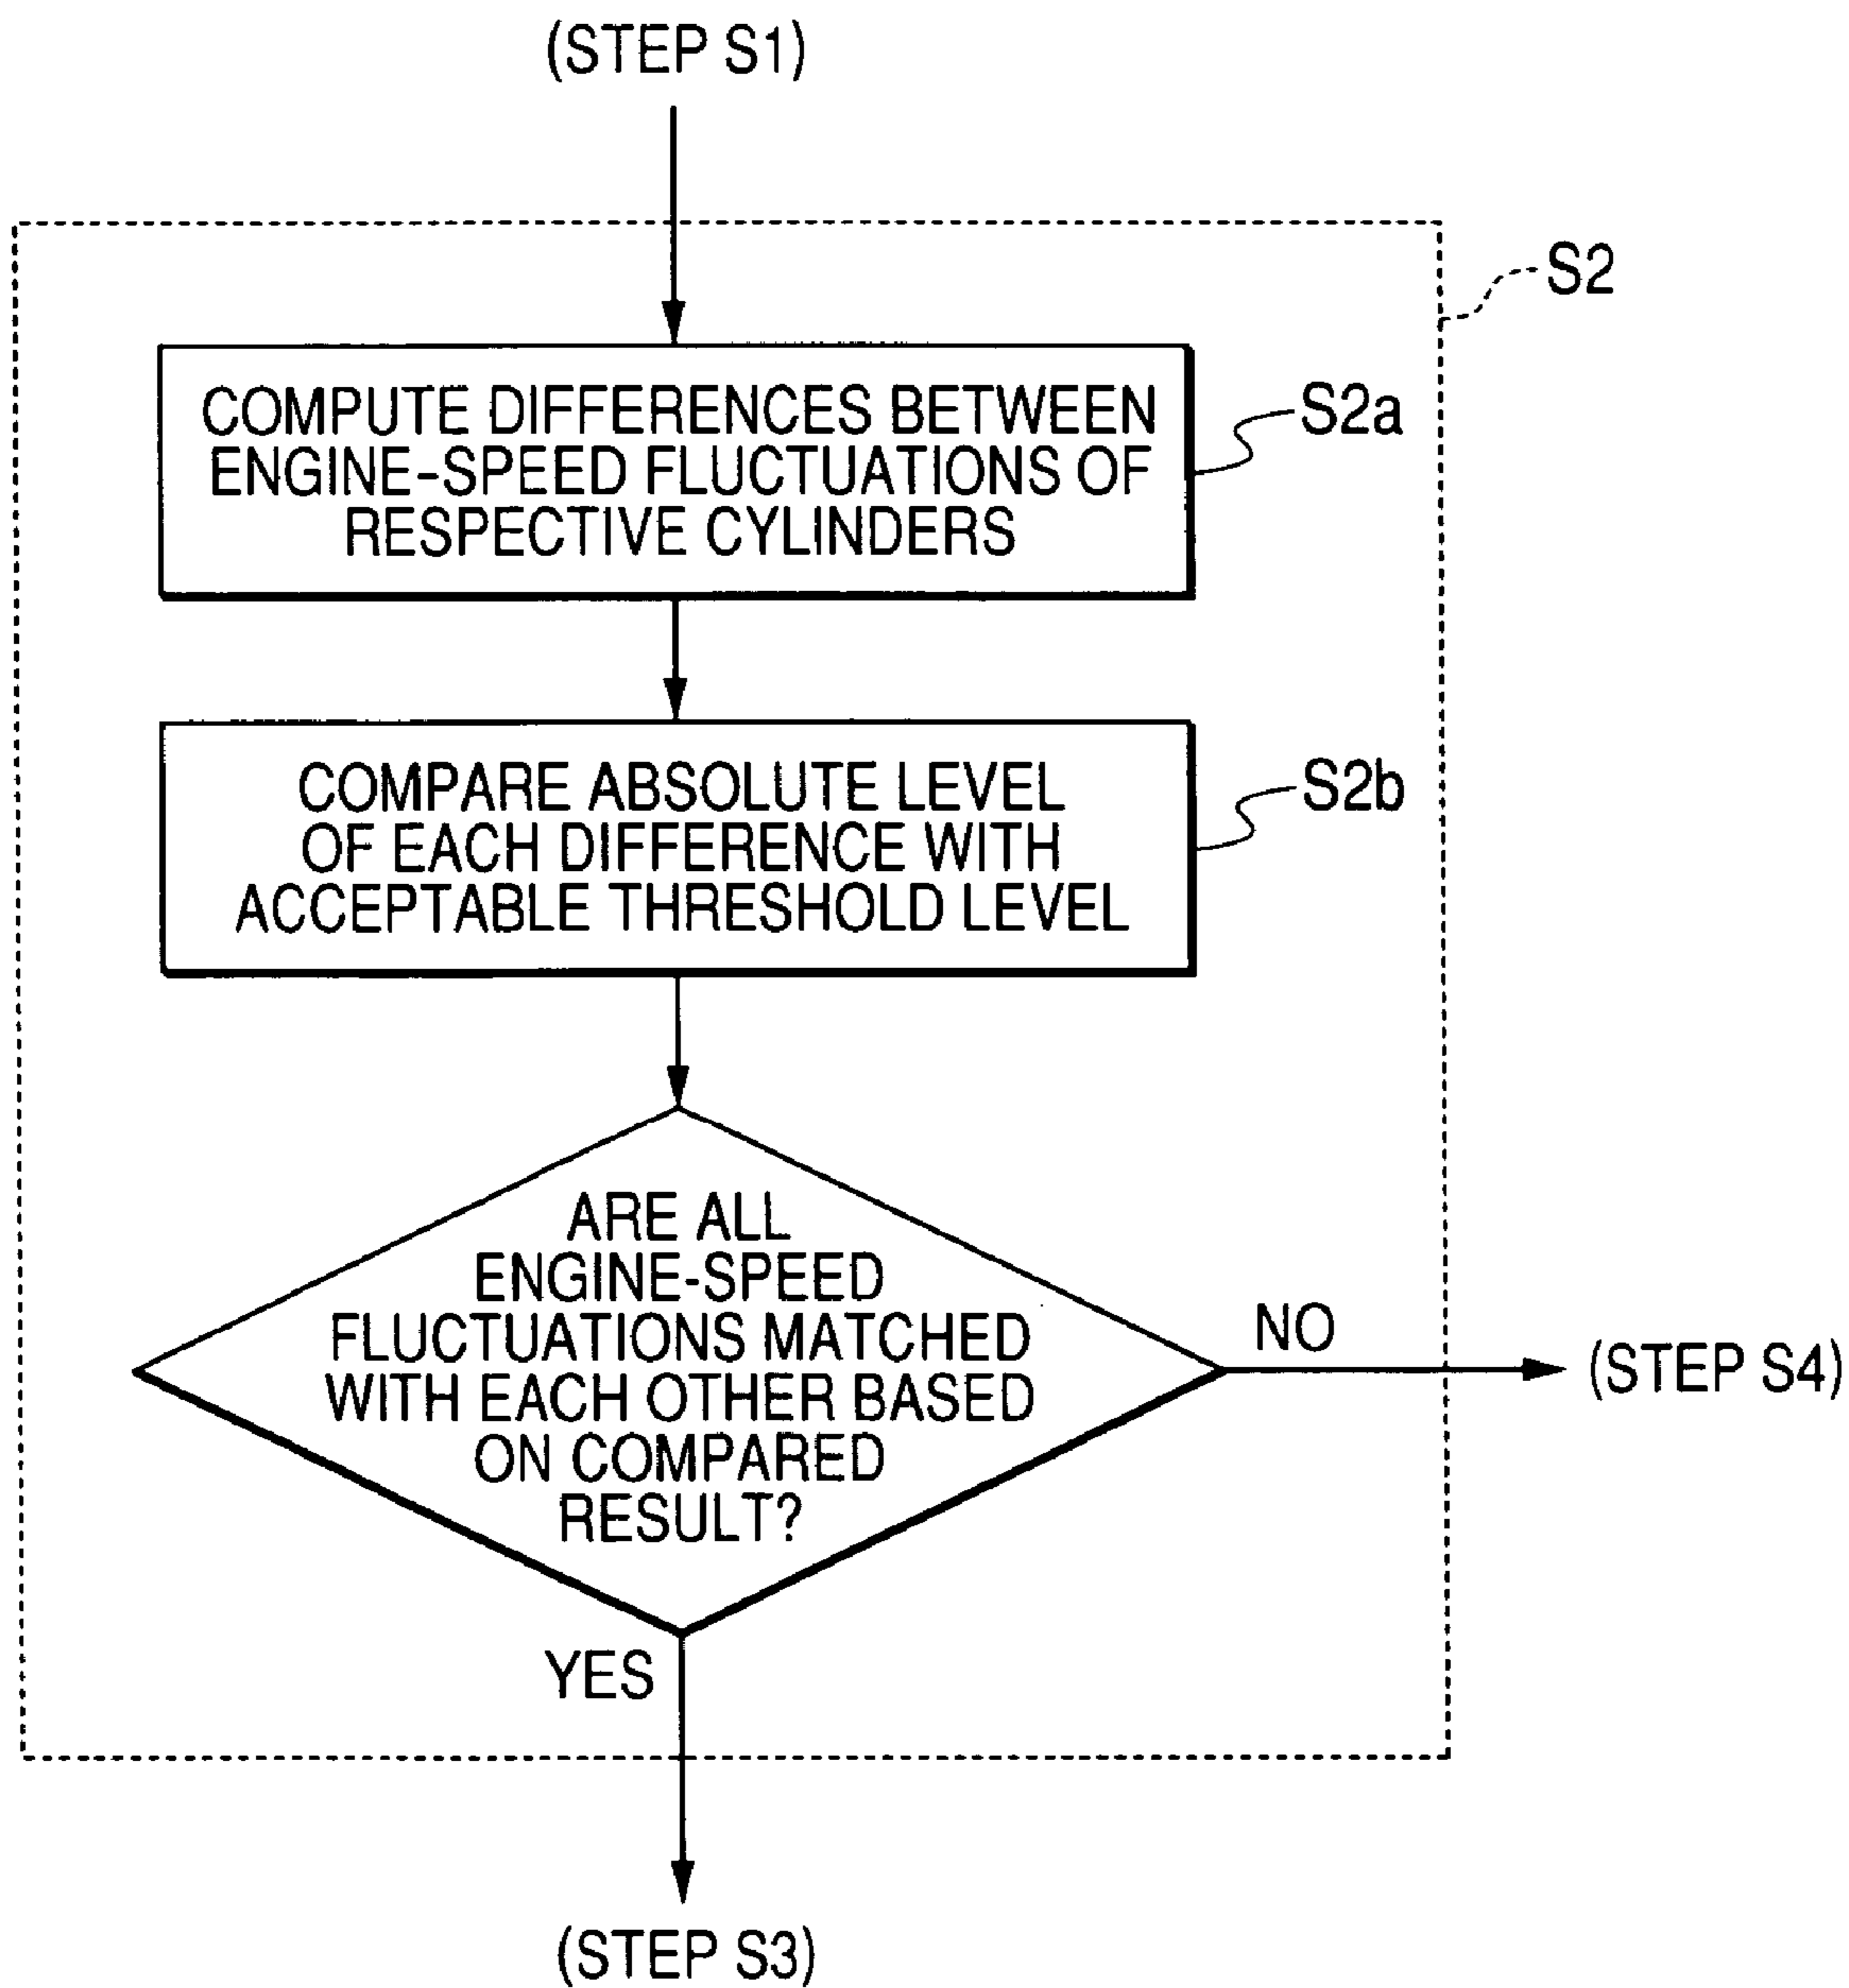 (STEP S1)
S2
COMPUTE DIFFERENCES BETWEEN
ENGINE-SPEED FLUCTUATIONS OF
RESPECTIVE CYLINDERS
S2a
COMPARE ABSOLUTE LEVEL
OF EACH DIFFERENCE WITH
ACCEPTABLE THRESHOLD LEVEL
S2b
ARE ALL
ENGINE-SPEED
FLUCTUATIONS MATCHED
WITH EACH OTHER BASED
ON COMPARED
RESULT?
NO
(STEP S4)
YES
(STEP S3)